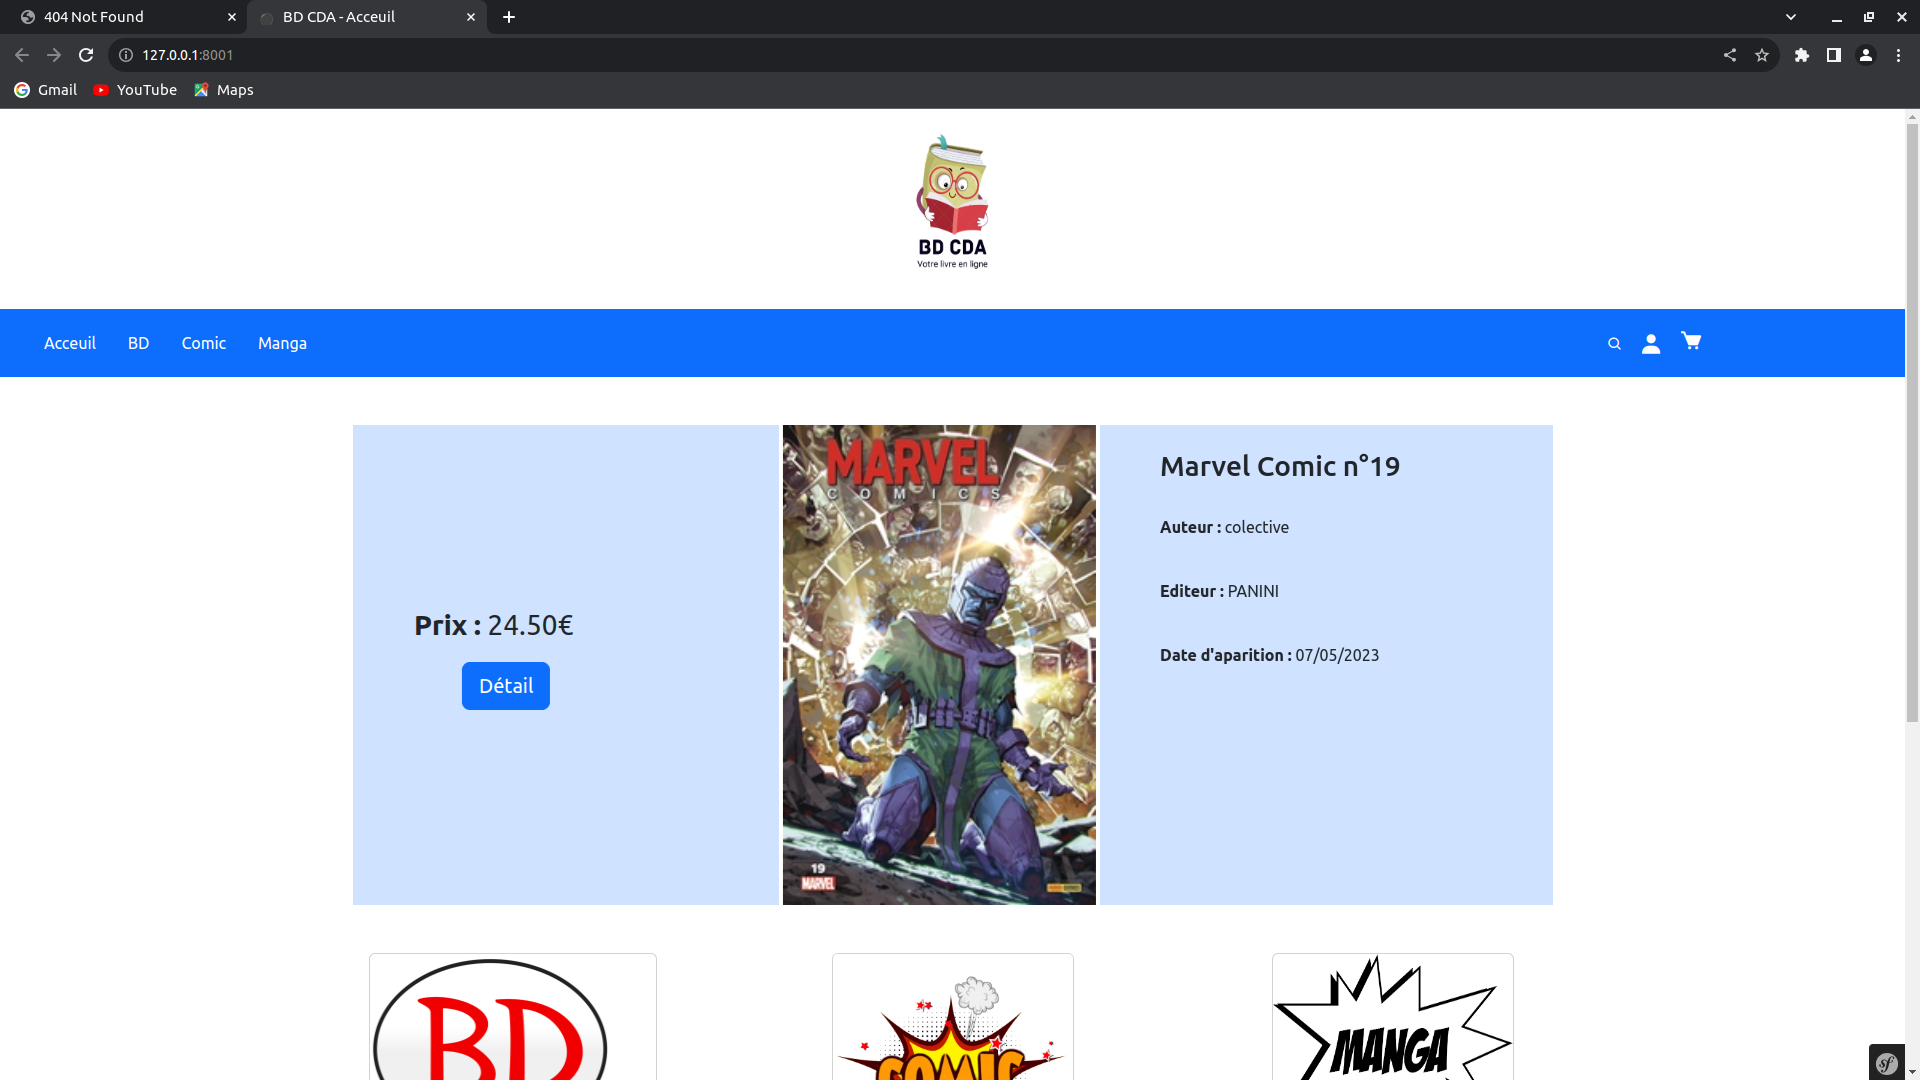 404 Not Found
BD CDA - Acceuil
127.0.0.1:8001
Gmail
YouTube
Maps
BD CDA
Votre livre en ligne
Acceuil
BD
Comic
Manga
Prix : 24.50€
Détail
MARVEL
COMICS
19
MARVEL
Marvel Comic n°19
Auteur : colective
Editeur : PANINI
Date d'aparition : 07/05/2023
BD
COMIC
MANGA
sf